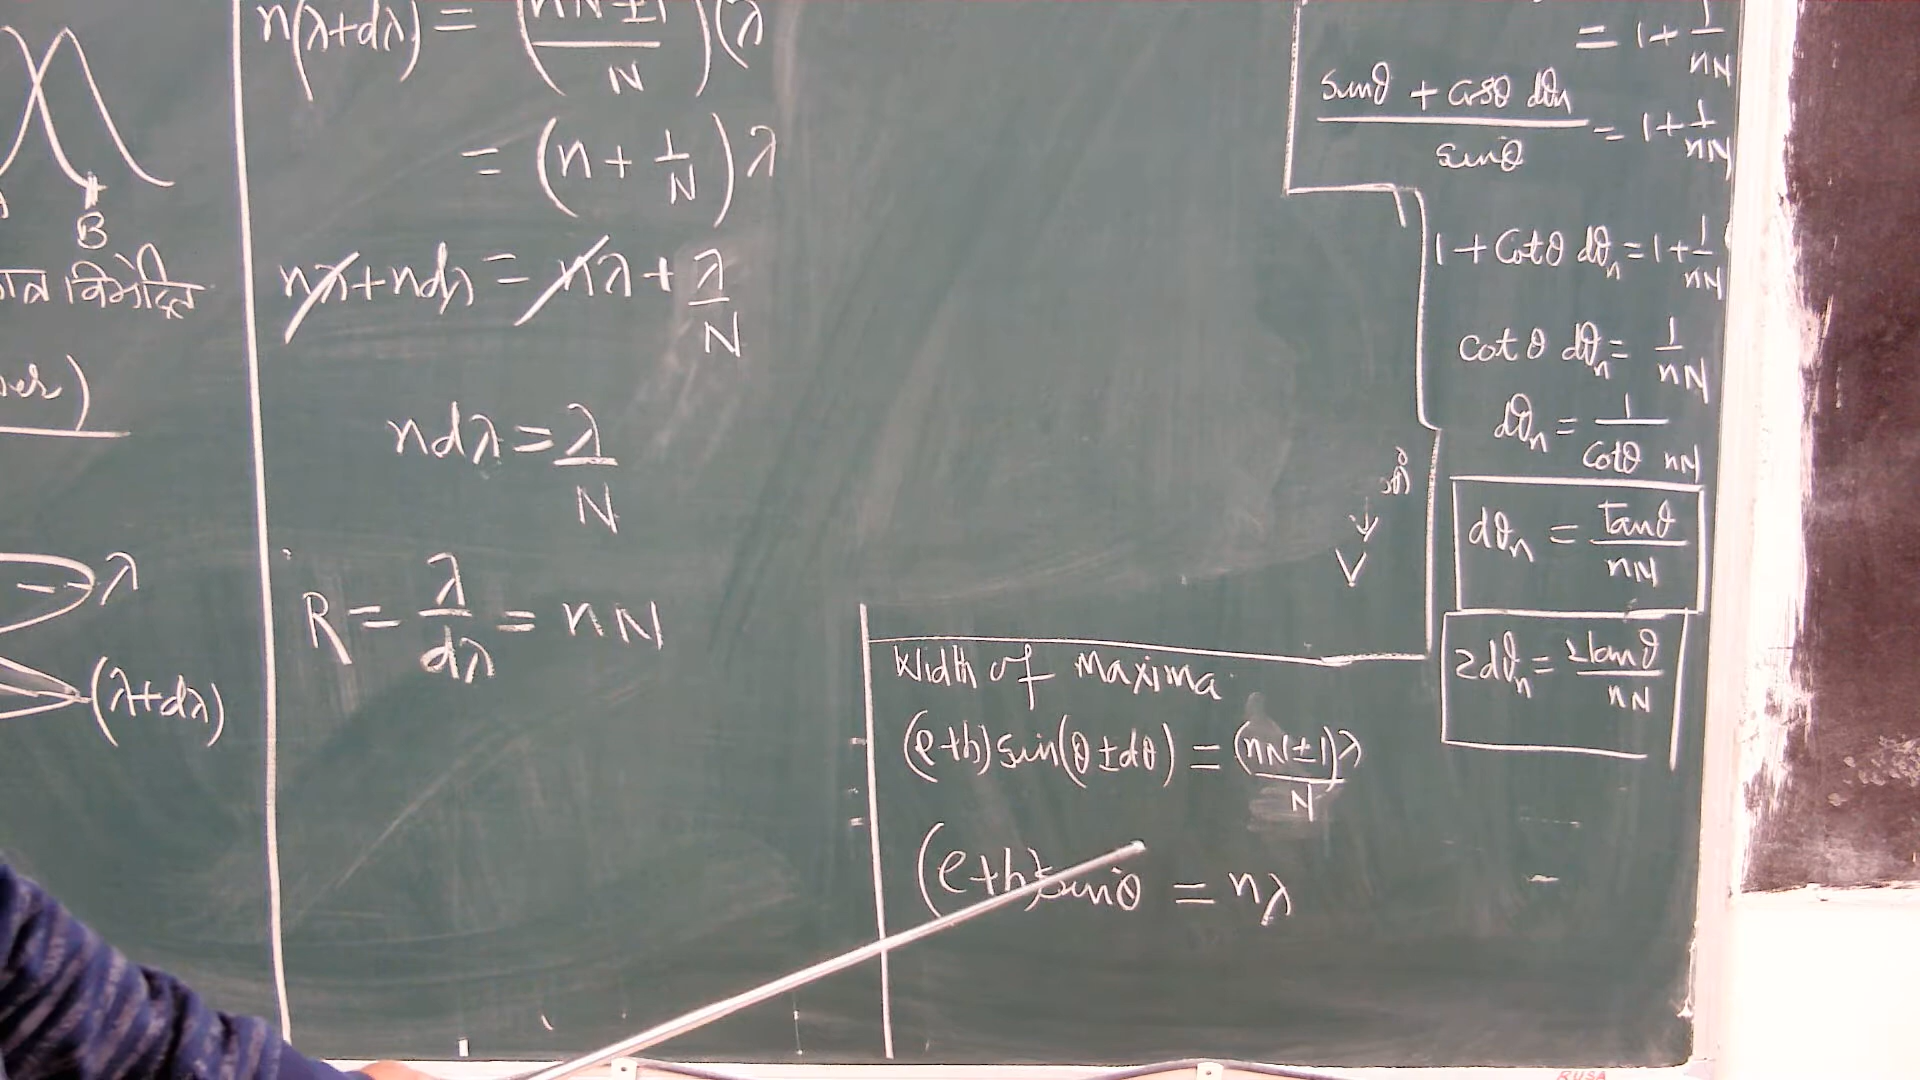 B
विभेदित
λ
(λ+dλ)
n(λ+dλ) = (nN±1/N)(λ
= (n + 1/N) λ
nλ + ndλ = nλ + λ/N
ndλ = λ/N
R = λ/dλ = nN
= 1 + 1/nN
sinθ + cosθ dθn / sinθ = 1 + 1/nN
1 + cotθ dθn = 1 + 1/nN
cotθ dθn = 1/nN
dθn = 1/cotθ nN
dθn = tanθ/nN
2dθn = 2tanθ/nN
V
Width of Maxima
(e+b) sin(θ ± dθ) = (nN±1)λ/N
(e+b) sinθ = nλ
RUSA